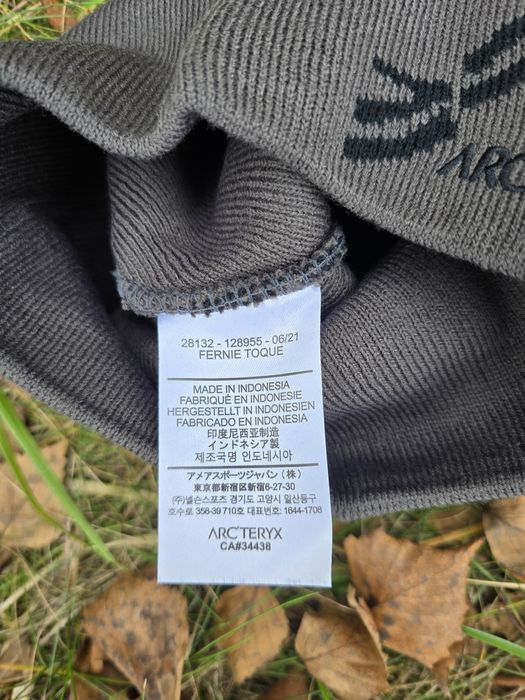 ARC
28132 - 128955 - 06/21
FERNIE TOQUE
MADE IN INDONESIA
FABRIQUÉ EN INDONÉSIE
HERGESTELLT IN INDONESIEN
FABRICADO EN INDONESIA
印度尼西亚制造
インドネシア製
제조국명 인도네시아
アメアスポーツジャパン（株）
東京都新宿区新宿6-27-30
(주)넬슨스포츠 경기도 고양시 일산동구
호수로 358-39 710호 대표번호: 1644-1708
ARC'TERYX
CA#34438